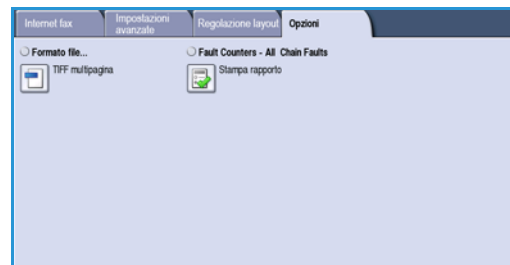 Internet fax
Impostazioni avanzate
Regolazione layout
Opzioni
Formato file...
Fault Counters - All Chain Faults
TIFF multipagina
Stampa rapporto